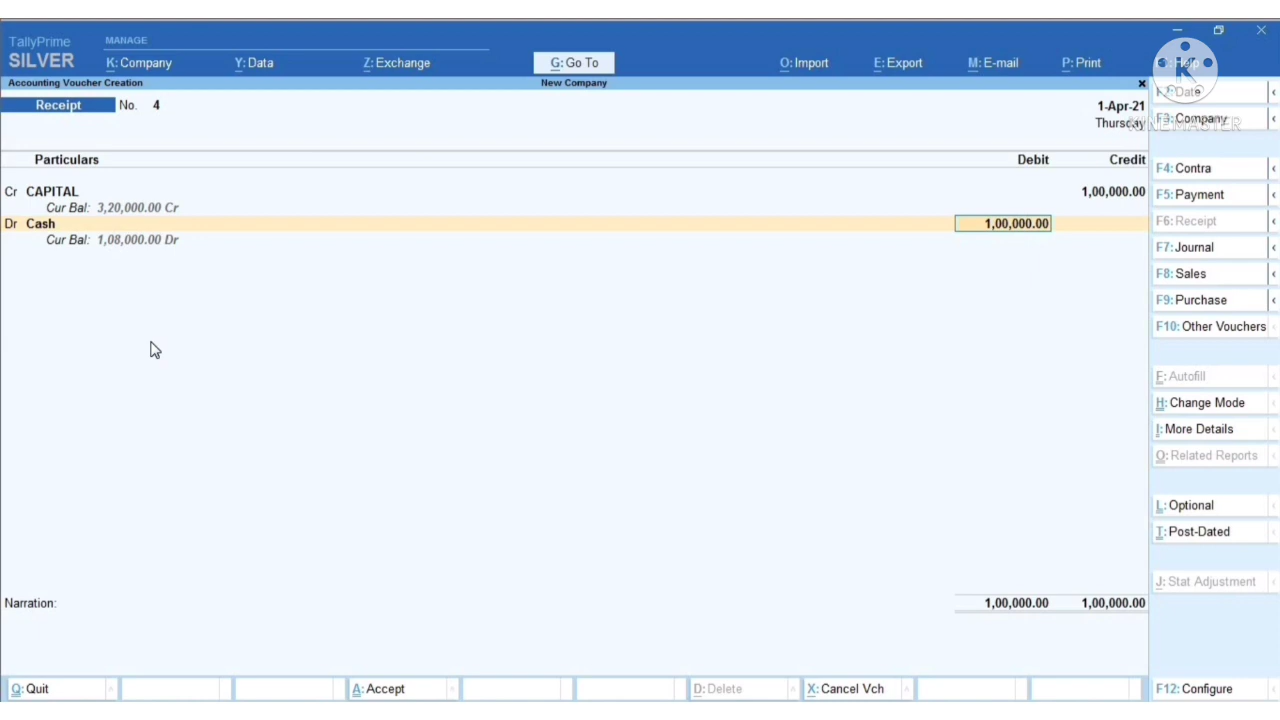 TallyPrime
MANAGE
SILVER
K: Company
Y: Data
Z: Exchange
G: Go To
O: Import
E: Export
M: E-mail
P: Print
Help
Accounting Voucher Creation
New Company
Receipt No. 4
1-Apr-21
Thursday
KINEMASTER
Particulars Debit Credit
Cr CAPITAL 1,00,000.00
Cur Bal: 3,20,000.00 Cr
Dr Cash 1,00,000.00
Cur Bal: 1,08,000.00 Dr
Narration: 1,00,000.00 1,00,000.00
F2: Date
F3: Company
F4: Contra
F5: Payment
F6: Receipt
F7: Journal
F8: Sales
F9: Purchase
F10: Other Vouchers
F: Autofill
H: Change Mode
I: More Details
O: Related Reports
L: Optional
T: Post-Dated
J: Stat Adjustment
Q: Quit
A: Accept
D: Delete
X: Cancel Vch
F12: Configure